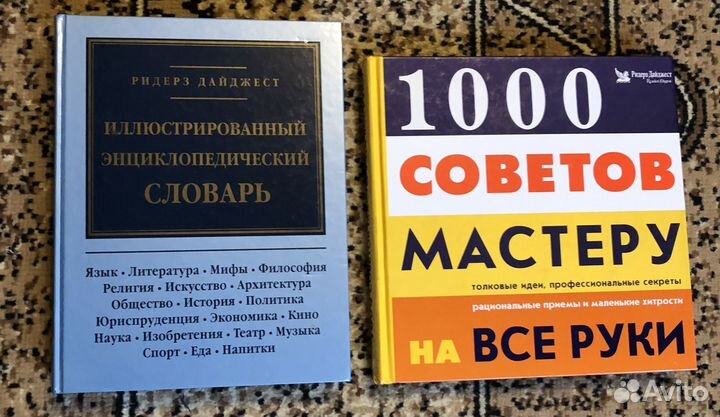 РИДЕРЗ ДАЙДЖЕСТ
ИЛЛЮСТРИРОВАННЫЙ
ЭНЦИКЛОПЕДИЧЕСКИЙ
СЛОВАРЬ
Язык • Литература • Мифы • Философия
Религия • Искусство • Архитектура
Общество • История • Политика
Юриспруденция • Экономика • Кино
Наука • Изобретения • Театр • Музыка
Спорт • Еда • Напитки
Ридерз Дайджест
Reader's Digest
1000
СОВЕТОВ
МАСТЕРУ
толковые идеи, профессиональные секреты
рациональные приемы и маленькие хитрости
НА ВСЕ РУКИ
Avito